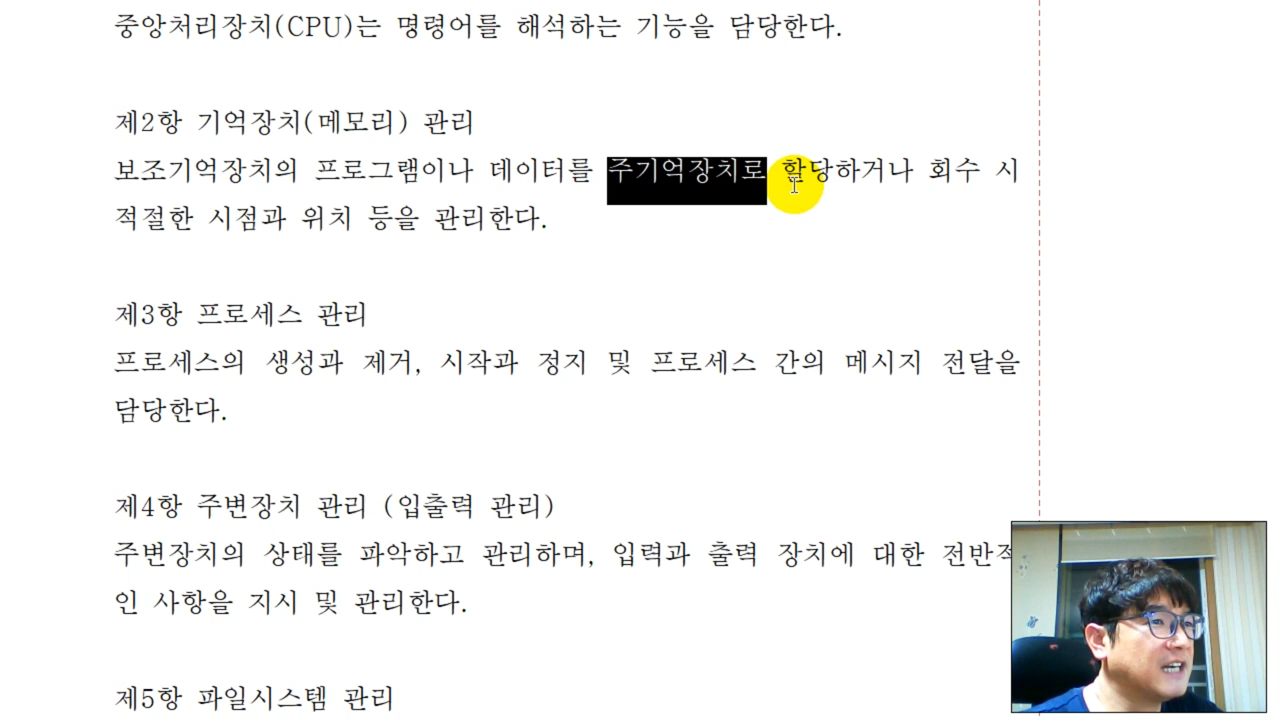 중앙처리장치(CPU)는 명령어를 해석하는 기능을 담당한다.
제2항 기억장치(메모리) 관리
보조기억장치의 프로그램이나 데이터를 주기억장치로 할당하거나 회수 시
적절한 시점과 위치 등을 관리한다.
제3항 프로세스 관리
프로세스의 생성과 제거, 시작과 정지 및 프로세스 간의 메시지 전달을
담당한다.
제4항 주변장치 관리 (입출력 관리)
주변장치의 상태를 파악하고 관리하며, 입력과 출력 장치에 대한 전반적
인 사항을 지시 및 관리한다.
제5항 파일시스템 관리